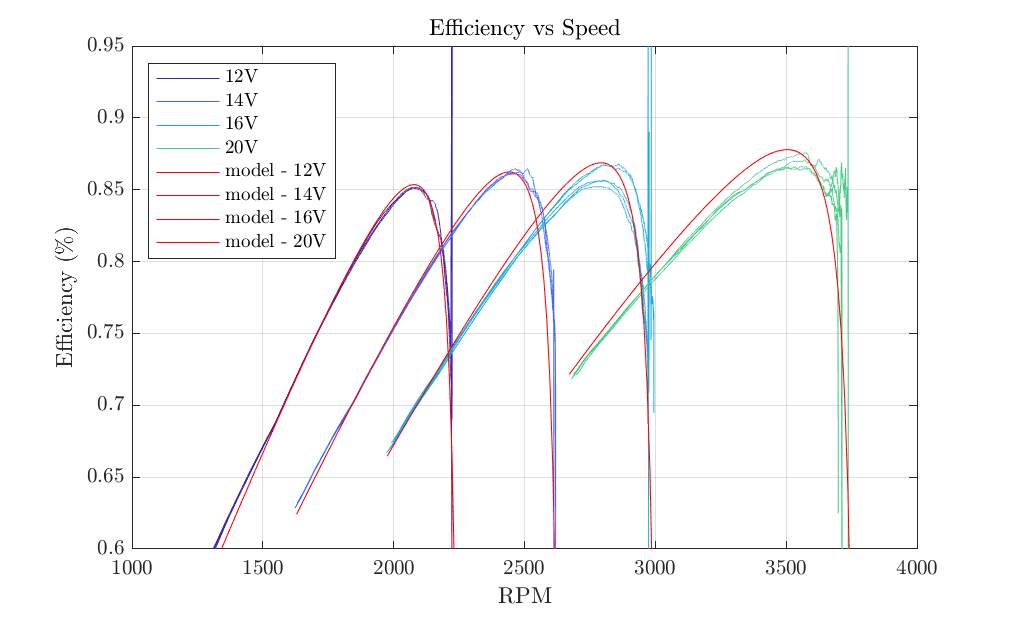 Efficiency vs Speed
0.95
0.9
0.85
0.8
0.75
0.7
0.65
0.6
Efficiency (%)
12V
14V
16V
20V
model - 12V
model - 14V
model - 16V
model - 20V
1000 1500 2000 2500 3000 3500 4000
RPM